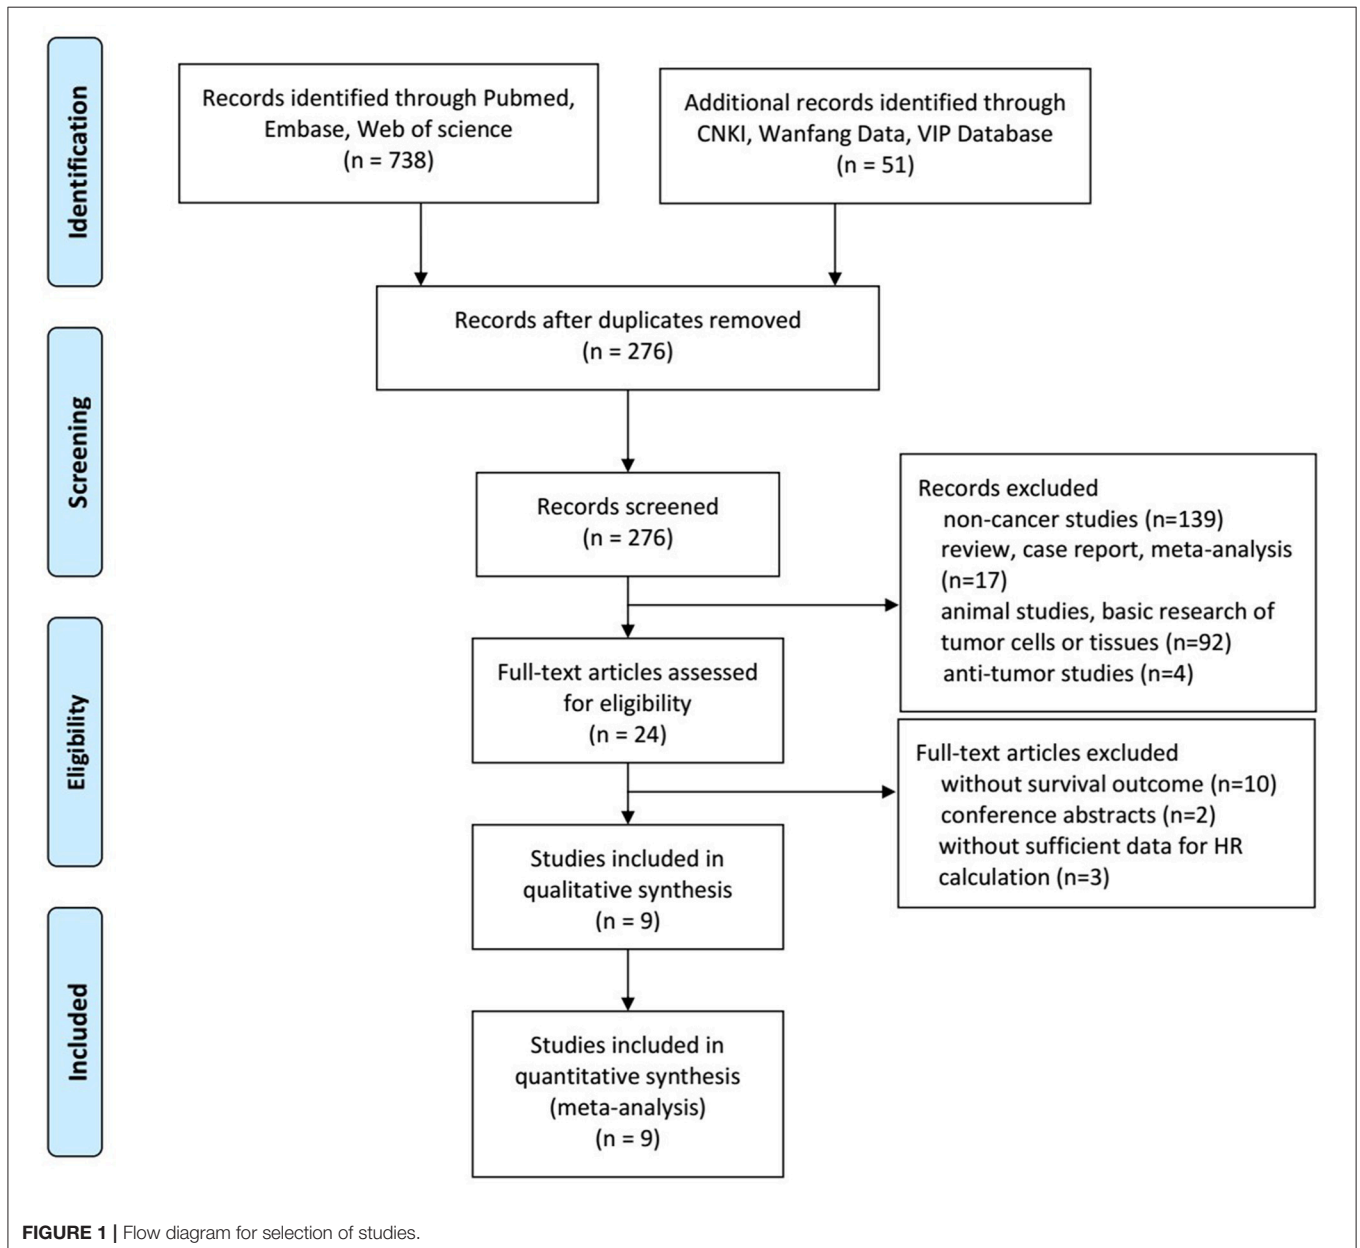 Identification
Records identified through Pubmed,
Embase, Web of science
(n = 738)
Additional records identified through
CNKI, Wanfang Data, VIP Database
(n = 51)
Records after duplicates removed
(n = 276)
Screening
Records screened
(n = 276)
Records excluded
non-cancer studies (n=139)
review, case report, meta-analysis
(n=17)
animal studies, basic research of
tumor cells or tissues (n=92)
anti-tumor studies (n=4)
Eligibility
Full-text articles assessed
for eligibility
(n = 24)
Full-text articles excluded
without survival outcome (n=10)
conference abstracts (n=2)
without sufficient data for HR
calculation (n=3)
Studies included in
qualitative synthesis
(n = 9)
Included
Studies included in
quantitative synthesis
(meta-analysis)
(n = 9)
FIGURE 1 | Flow diagram for selection of studies.